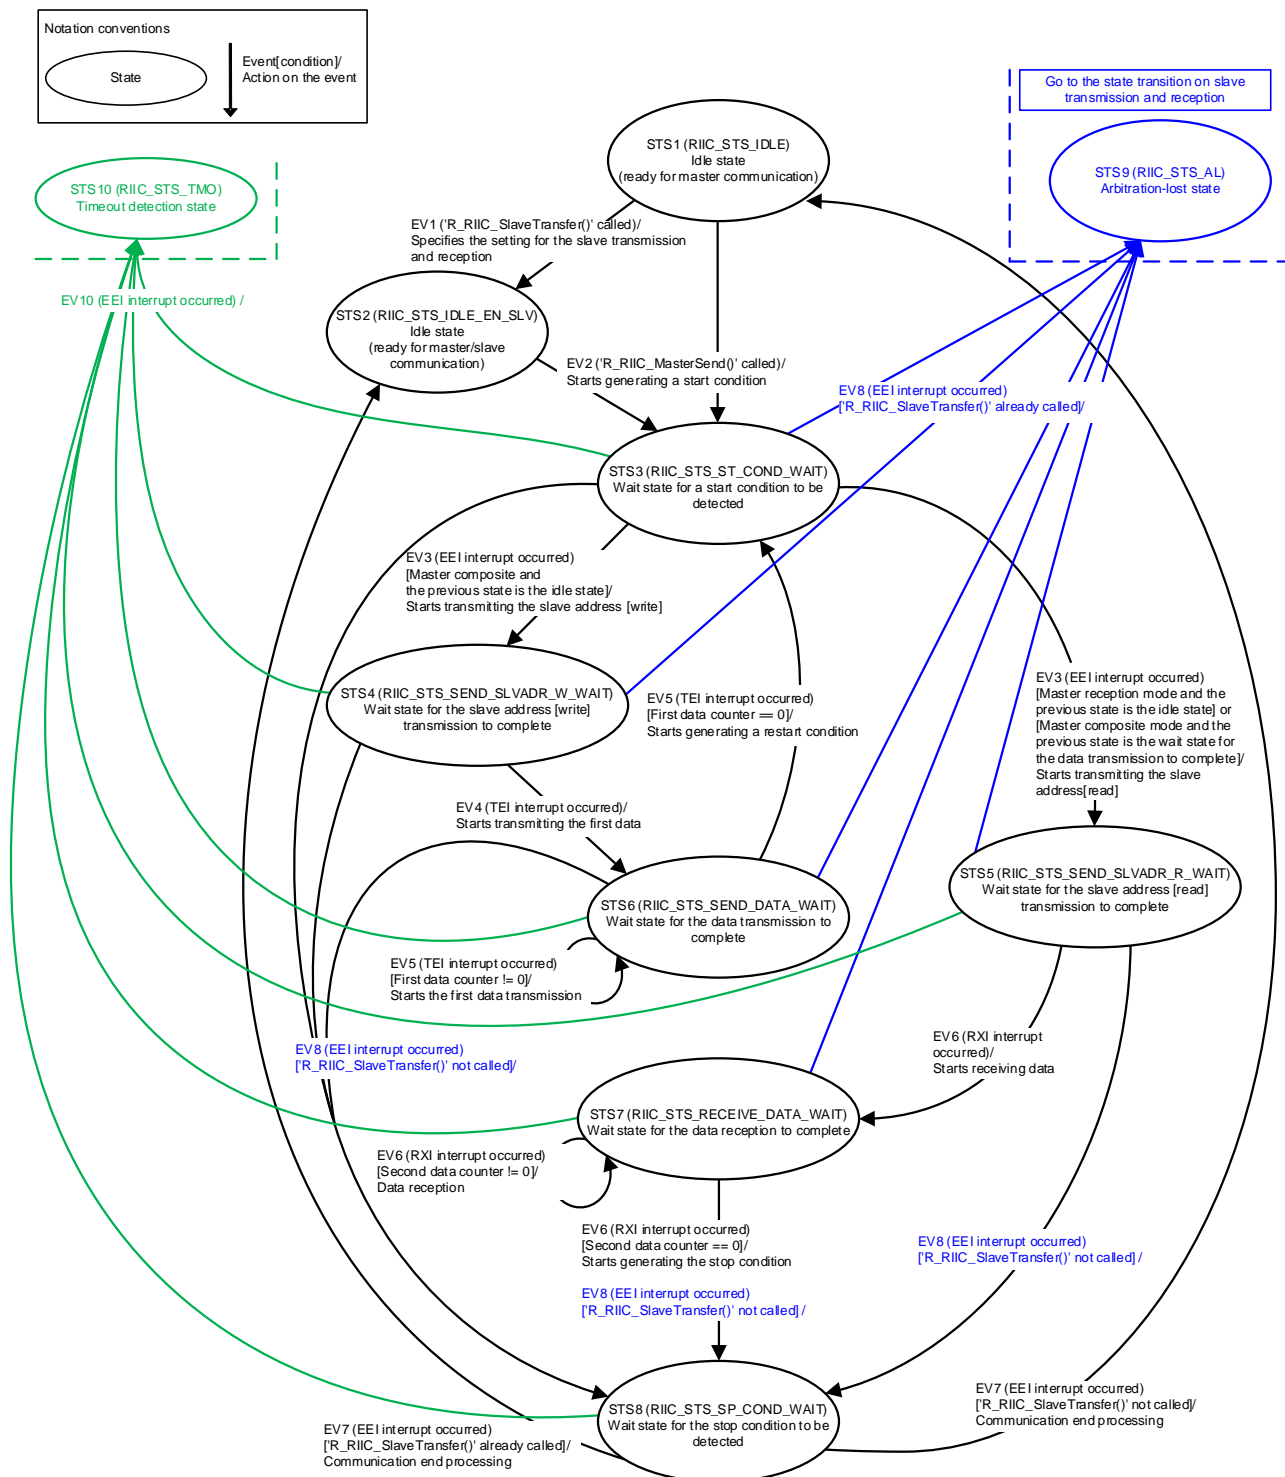 Notation conventions
State
Event[condition]/
Action on the event
Go to the state transition on slave
transmission and reception
STS1 (RIIC_STS_IDLE)
Idle state
(ready for master communication)
STS9 (RIIC_STS_AL)
Arbitration-lost state
STS10 (RIIC_STS_TMO)
Timeout detection state
EV1 ('R_RIIC_SlaveTransfer()' called)/
Specifies the setting for the slave transmission
and reception
EV10 (EEI interrupt occurred) /
STS2 (RIIC_STS_IDLE_EN_SLV)
Idle state
(ready for master/slave
communication)
EV2 ('R_RIIC_MasterSend()' called)/
Starts generating a start condition
EV8 (EEI interrupt occurred)
['R_RIIC_SlaveTransfer()' already called]/
STS3 (RIIC_STS_ST_COND_WAIT)
Wait state for a start condition to be
detected
EV3 (EEI interrupt occurred)
[Master composite and
the previous state is the idle state]/
Starts transmitting the slave address [write]
STS4 (RIIC_STS_SEND_SLVADR_W_WAIT)
Wait state for the slave address [write]
transmission to complete
EV5 (TEI interrupt occurred)
[First data counter == 0]/
Starts generating a restart condition
EV3 (EEI interrupt occurred)
[Master reception mode and the
previous state is the idle state] or
[Master composite mode and the
previous state is the wait state for
the data transmission to complete]/
Starts transmitting the slave
address[read]
EV4 (TEI interrupt occurred)/
Starts transmitting the first data
STS5 (RIIC_STS_SEND_SLVADR_R_WAIT)
Wait state for the slave address [read]
transmission to complete
STS6 (RIIC_STS_SEND_DATA_WAIT)
Wait state for the data transmission to
complete
EV5 (TEI interrupt occurred)
[First data counter != 0]/
Starts the first data transmission
EV8 (EEI interrupt occurred)
['R_RIIC_SlaveTransfer()' not called]/
EV6 (RXI interrupt
occurred)/
Starts receiving data
STS7 (RIIC_STS_RECEIVE_DATA_WAIT)
Wait state for the data reception to complete
EV6 (RXI interrupt occurred)
[Second data counter != 0]/
Data reception
EV6 (RXI interrupt occurred)
[Second data counter == 0]/
Starts generating the stop condition
EV8 (EEI interrupt occurred)
['R_RIIC_SlaveTransfer()' not called] /
EV8 (EEI interrupt occurred)
['R_RIIC_SlaveTransfer()' not called] /
STS8 (RIIC_STS_SP_COND_WAIT)
Wait state for the stop condition to be
detected
EV7 (EEI interrupt occurred)
['R_RIIC_SlaveTransfer()' not called]/
Communication end processing
EV7 (EEI interrupt occurred)
['R_RIIC_SlaveTransfer()' already called]/
Communication end processing